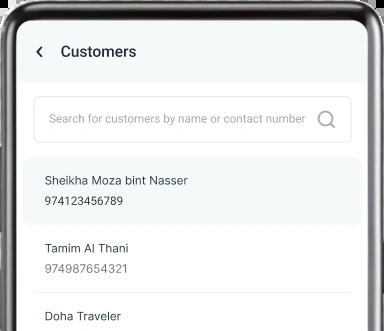 Customers
Search for customers by name or contact number
Sheikha Moza bint Nasser
974123456789
Tamim Al Thani
974987654321
Doha Traveler